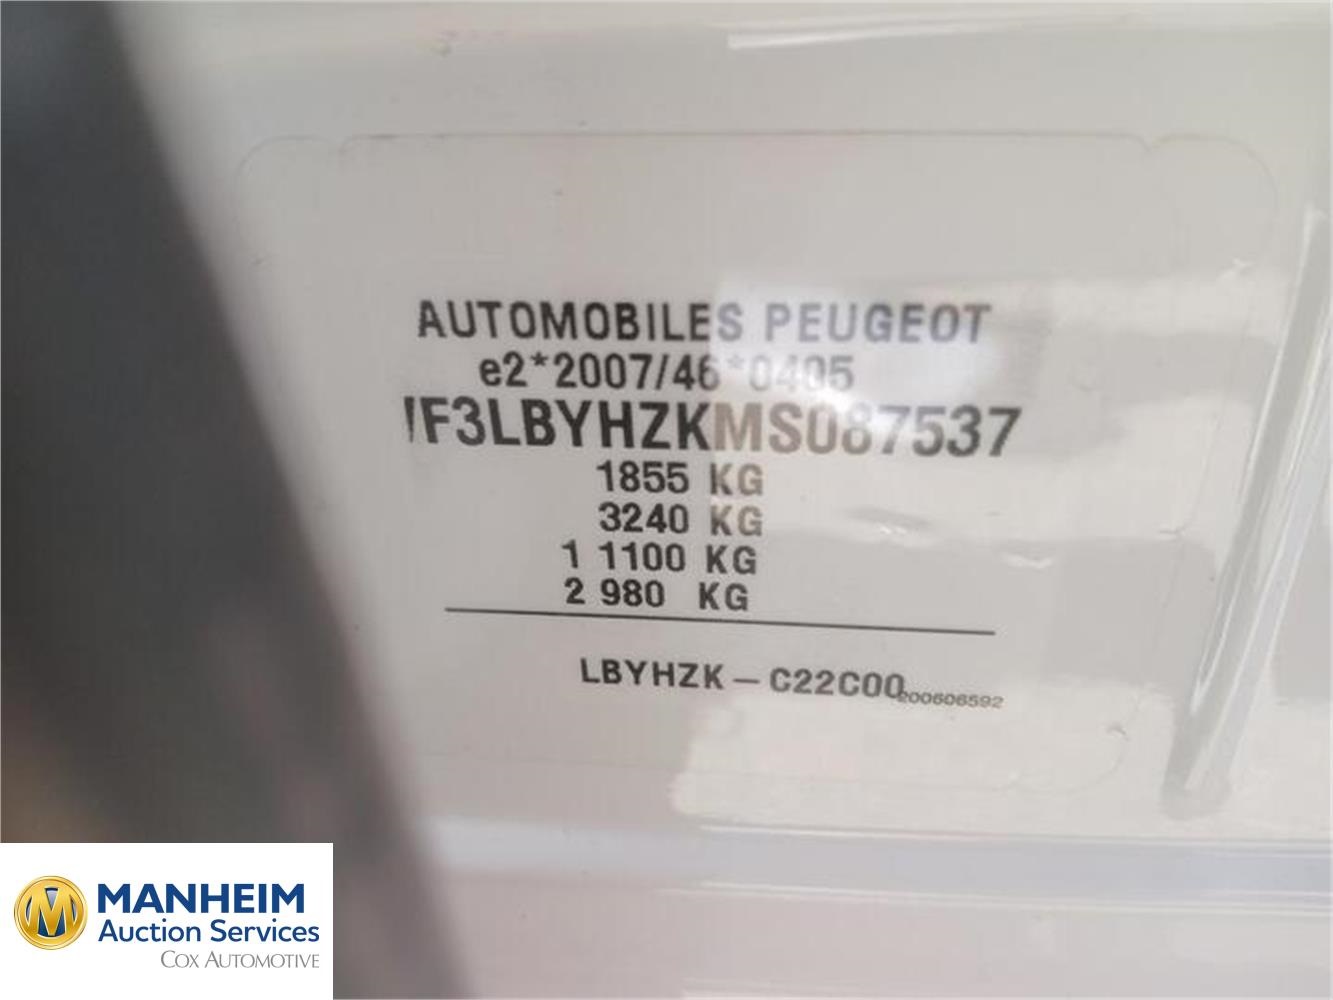 AUTOMOBILES PEUGEOT
e2*2007/46*0405
VF3LBYHZKMS087537
1855 KG
3240 KG
1 1100 KG
2 980 KG
LBYHZK - C22C00
200606592
MANHEIM
Auction Services
COX AUTOMOTIVE